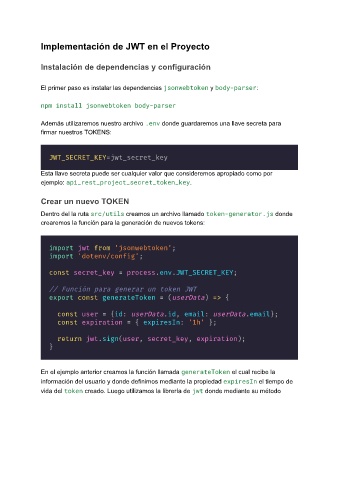 Implementación de JWT en el Proyecto
Instalación de dependencias y configuración
El primer paso es instalar las dependencias jsonwebtoken y body-parser:
npm install jsonwebtoken body-parser
Además utilizaremos nuestro archivo .env donde guardaremos una llave secreta para
firmar nuestros TOKENS:
JWT_SECRET_KEY=jwt_secret_key
Esta llave secreta puede ser cualquier valor que consideremos apropiado como por
ejemplo: api_rest_project_secret_token_key.
Crear un nuevo TOKEN
Dentro del la ruta src/utils creamos un archivo llamado token-generator.js donde
crearemos la función para la generación de nuevos tokens:
import jwt from 'jsonwebtoken';
import 'dotenv/config';
const secret_key = process.env.JWT_SECRET_KEY;
// Función para generar un token JWT
export const generateToken = (userData) => {
const user = {id: userData.id, email: userData.email};
const expiration = { expiresIn: '1h' };
return jwt.sign(user, secret_key, expiration);
}
En el ejemplo anterior creamos la función llamada generateToken el cual recibe la
información del usuario y donde definimos mediante la propiedad expiresIn el tiempo de
vida del token creado. Luego utilizamos la librería de jwt donde mediante su método